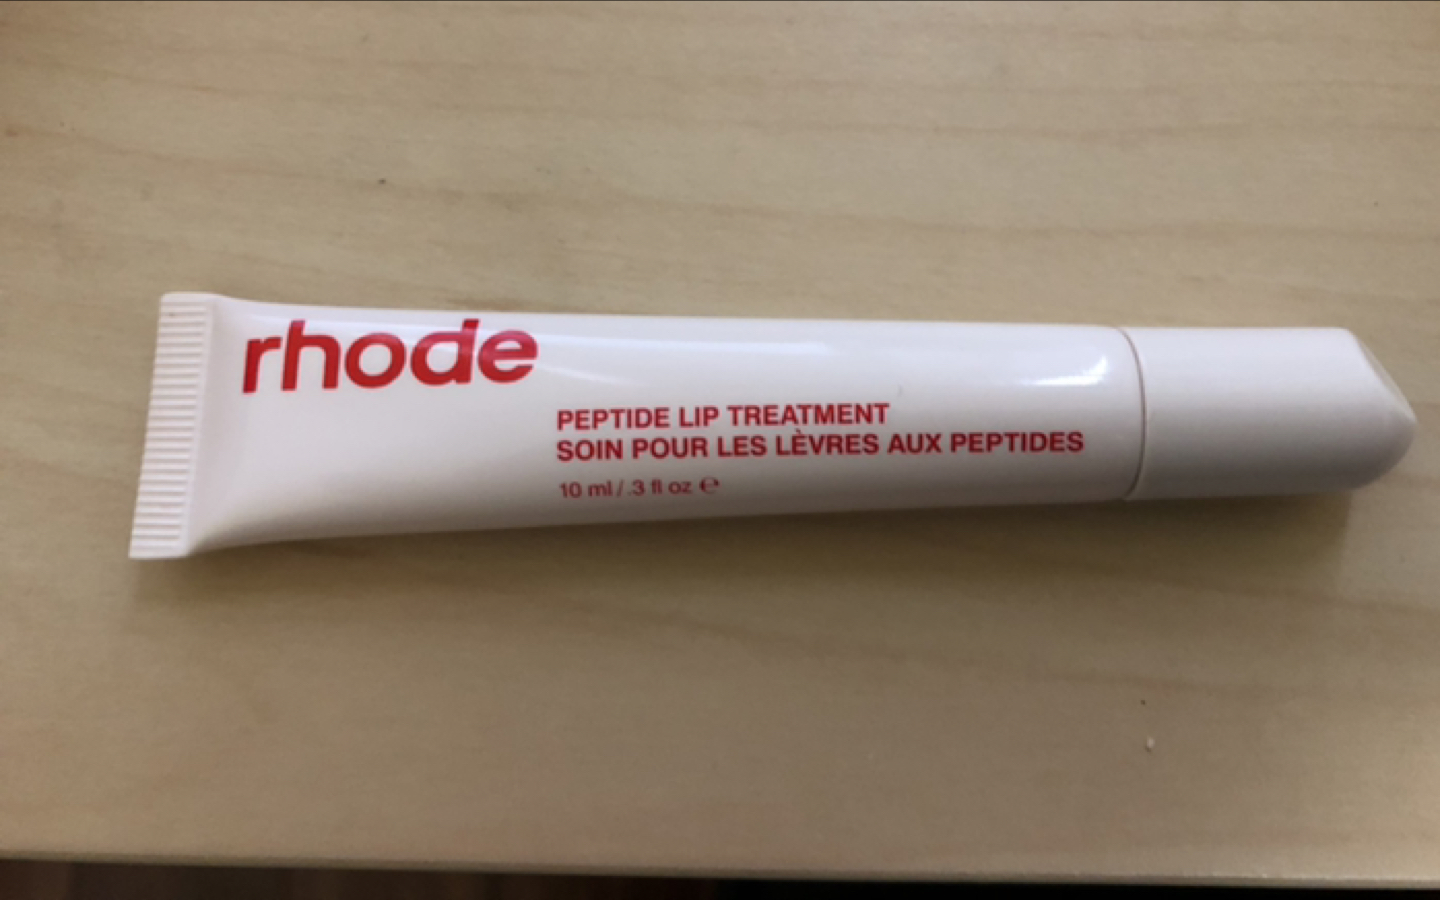 rhode
PEPTIDE LIP TREATMENT
SOIN POUR LES LÈVRES AUX PEPTIDES
10 ml / .3 fl oz ℮